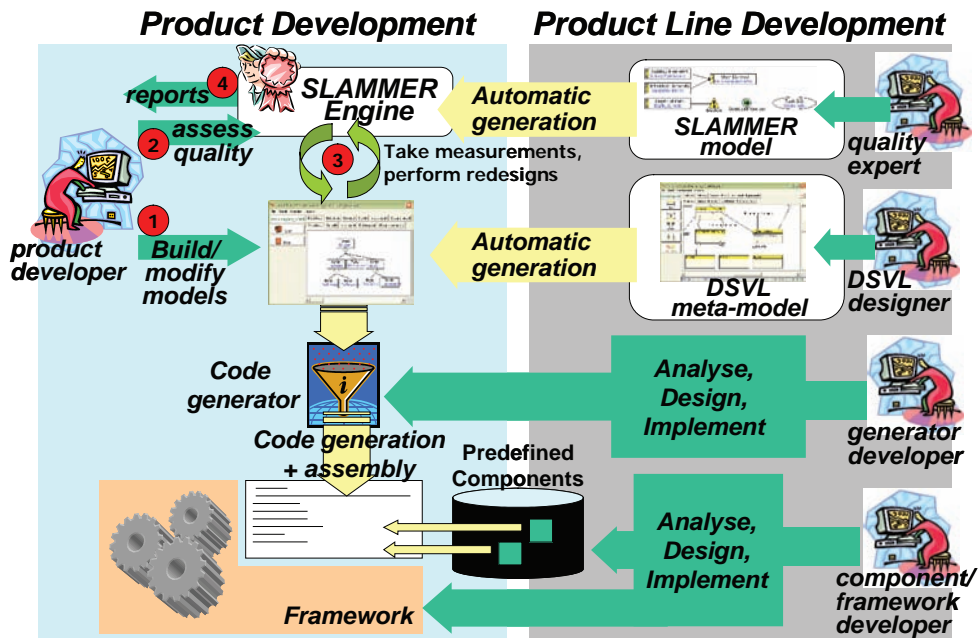 Product Development
Product Line Development
4
reports
SLAMMER
Engine
Automatic
generation
SLAMMER
model
quality
expert
2
assess
quality
3
Take measurements,
perform redesigns
1
product
developer
Build/
modify
models
Automatic
generation
DSVL
meta-model
DSVL
designer
Code
generator
i
Analyse,
Design,
Implement
generator
developer
Code generation
+ assembly
Predefined
Components
Analyse,
Design,
Implement
component/
framework
developer
Framework